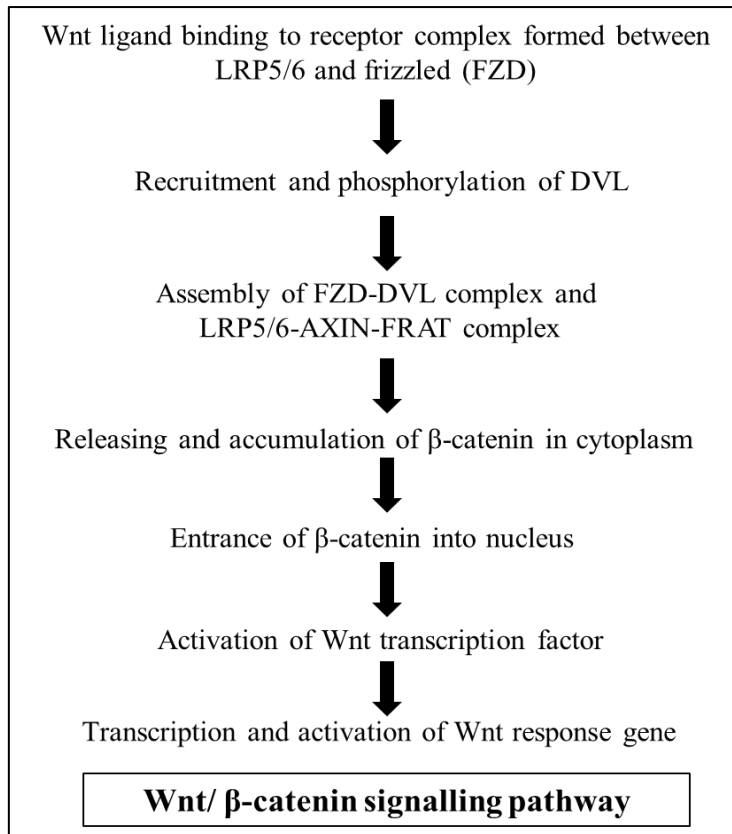 Wnt ligand binding to receptor complex formed between
LRP5/6 and frizzled (FZD)
Recruitment and phosphorylation of DVL
Assembly of FZD-DVL complex and
LRP5/6-AXIN-FRAT complex
Releasing and accumulation of β-catenin in cytoplasm
Entrance of β-catenin into nucleus
Activation of Wnt transcription factor
Transcription and activation of Wnt response gene
Wnt/ β-catenin signalling pathway